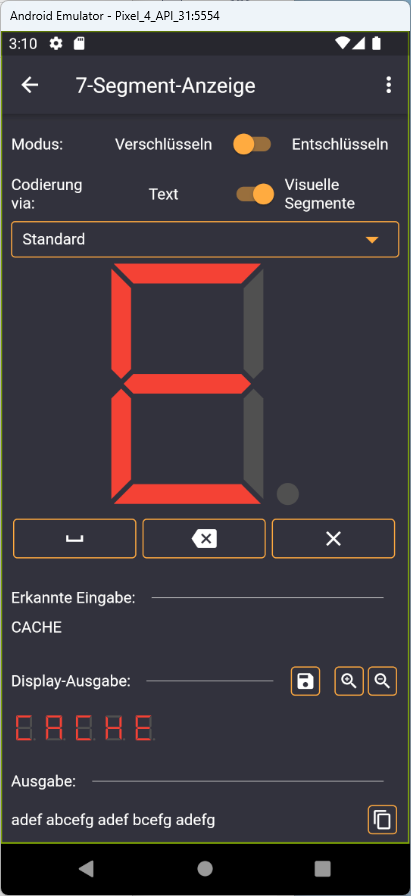 Android Emulator - Pixel_4_API_31:5554
3:10
7-Segment-Anzeige
Modus: Verschlüsseln Entschlüsseln
Codierung via: Text Visuelle Segmente
Standard
Erkannte Eingabe:
CACHE
Display-Ausgabe:
CACHE
Ausgabe:
adef abcefg adef bcefg adefg